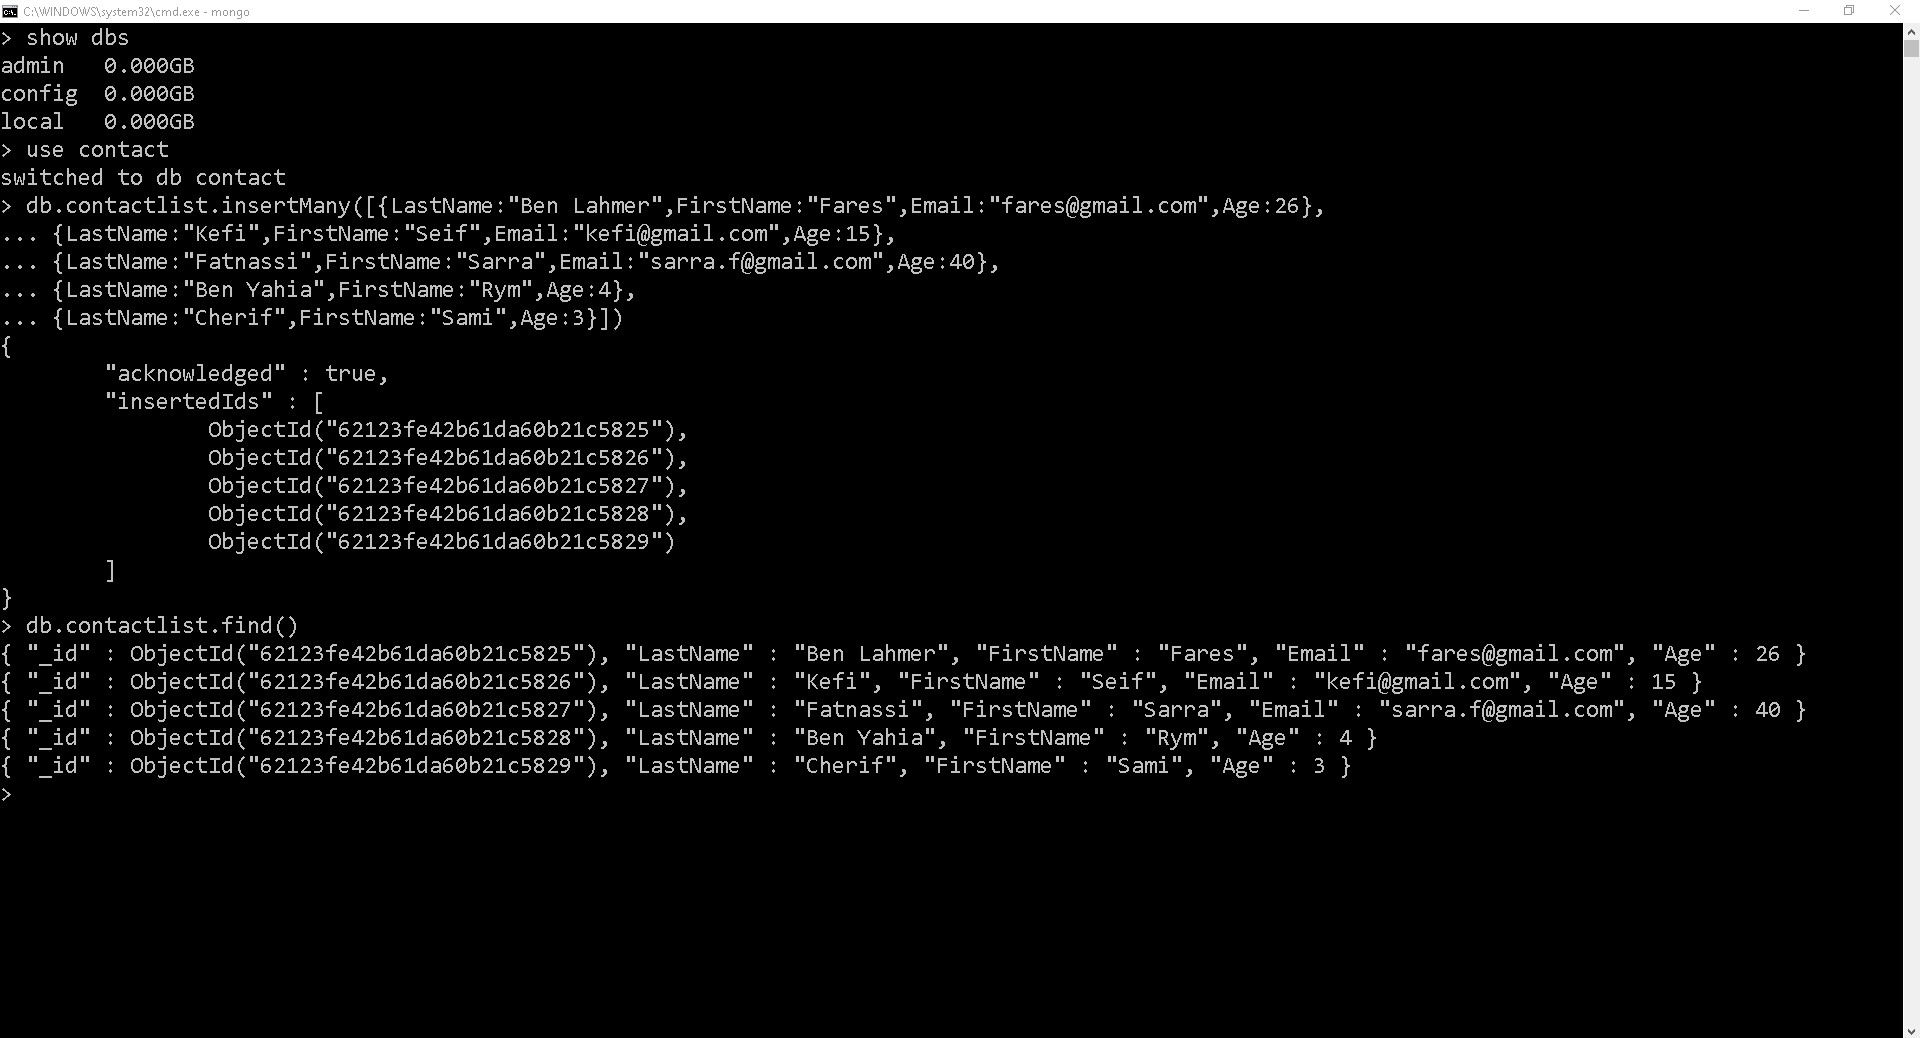 C:\WINDOWS\system32\cmd.exe - mongo
> show dbs
admin   0.000GB
config  0.000GB
local   0.000GB
> use contact
switched to db contact
> db.contactlist.insertMany([{LastName:"Ben Lahmer",FirstName:"Fares",Email:"fares@gmail.com",Age:26},
... {LastName:"Kefi",FirstName:"Seif",Email:"kefi@gmail.com",Age:15},
... {LastName:"Fatnassi",FirstName:"Sarra",Email:"sarra.f@gmail.com",Age:40},
... {LastName:"Ben Yahia",FirstName:"Rym",Age:4},
... {LastName:"Cherif",FirstName:"Sami",Age:3}])
{
        "acknowledged" : true,
        "insertedIds" : [
                ObjectId("62123fe42b61da60b21c5825"),
                ObjectId("62123fe42b61da60b21c5826"),
                ObjectId("62123fe42b61da60b21c5827"),
                ObjectId("62123fe42b61da60b21c5828"),
                ObjectId("62123fe42b61da60b21c5829")
        ]
}
> db.contactlist.find()
{ "_id" : ObjectId("62123fe42b61da60b21c5825"), "LastName" : "Ben Lahmer", "FirstName" : "Fares", "Email" : "fares@gmail.com", "Age" : 26 }
{ "_id" : ObjectId("62123fe42b61da60b21c5826"), "LastName" : "Kefi", "FirstName" : "Seif", "Email" : "kefi@gmail.com", "Age" : 15 }
{ "_id" : ObjectId("62123fe42b61da60b21c5827"), "LastName" : "Fatnassi", "FirstName" : "Sarra", "Email" : "sarra.f@gmail.com", "Age" : 40 }
{ "_id" : ObjectId("62123fe42b61da60b21c5828"), "LastName" : "Ben Yahia", "FirstName" : "Rym", "Age" : 4 }
{ "_id" : ObjectId("62123fe42b61da60b21c5829"), "LastName" : "Cherif", "FirstName" : "Sami", "Age" : 3 }
>